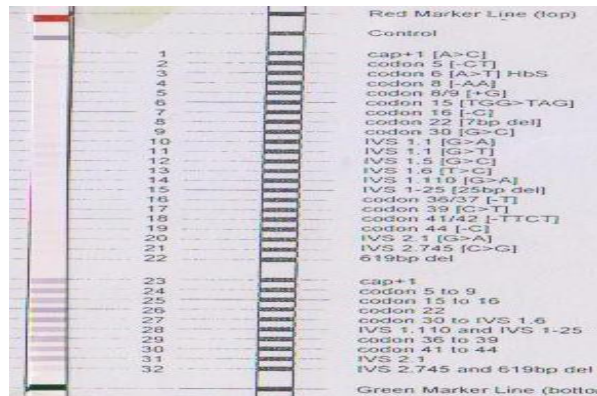 Red Marker Line (top)
Control
1 cap+1 [A>C]
2 codon 5 [-CT]
3 codon 6 [A>T] HbS
4 codon 8 [-AA]
5 codon 8/9 [+G]
6 codon 15 [TGG>TAG]
7 codon 16 [-C]
8 codon 22 [7bp del]
9 codon 30 [G>C]
10 IVS 1.1 [G>A]
11 IVS 1.1 [G>T]
12 IVS 1.5 [G>C]
13 IVS 1.6 [T>C]
14 IVS 1.110 [G>A]
15 IVS 1-25 [25bp del]
16 codon 36/37 [-T]
17 codon 39 [C>T]
18 codon 41/42 [-TTCT]
19 codon 44 [-C]
20 IVS 2.1 [G>A]
21 IVS 2.745 [C>G]
22 619bp del
23 cap+1
24 codon 5 to 9
25 codon 15 to 16
26 codon 22
27 codon 30 to IVS 1.6
28 IVS 1.110 and IVS 1-25
29 codon 36 to 39
30 codon 41 to 44
31 IVS 2.1
32 IVS 2.745 and 619bp del
Green Marker Line (botto